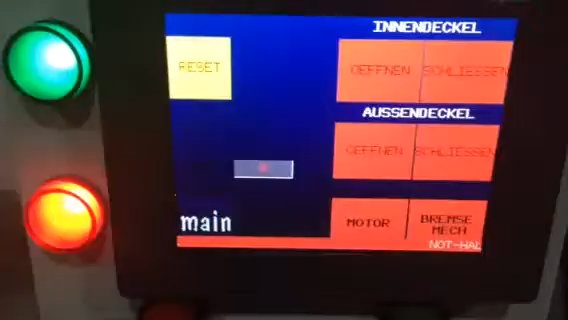 INNENDECKEL
RESET
OEFFNEN SCHLIESSEN
AUSSENDECKEL
OEFFNEN SCHLIESSEN
main
MOTOR BREMSE MECH
NOT-HAL